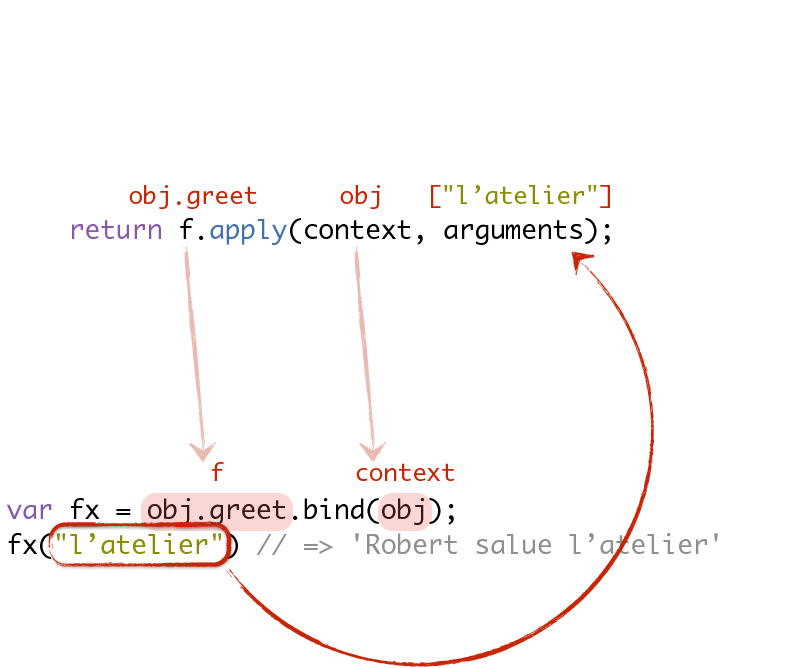 obj.greet obj ["l’atelier"]
return f.apply(context, arguments);
f context
var fx = obj.greet.bind(obj);
fx("l’atelier") // => 'Robert salue l’atelier'